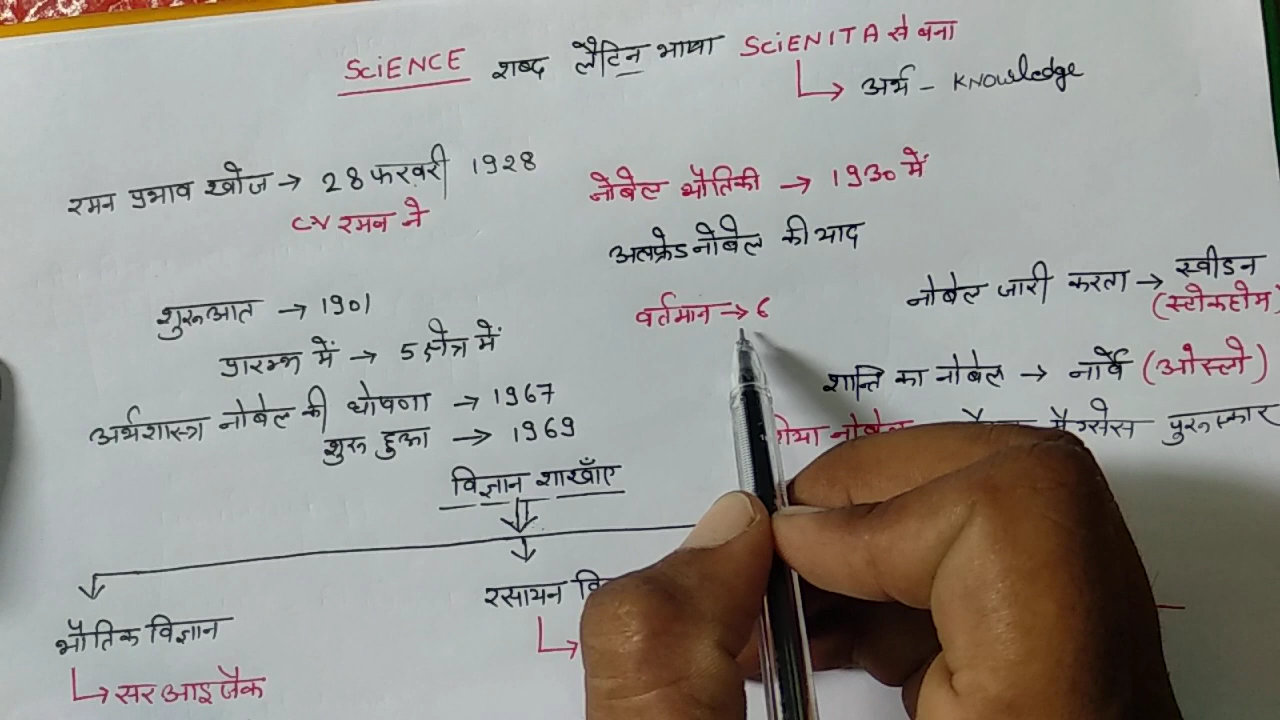 SCiENCE शब्द लैटिन भाषा SCiENITA से बना
अर्थ - KNOWledge
रमन प्रभाव खोज → 28 फरवरी 1928
CV रमन ने
नोबेल भौतिकी → 1930 में
अल्फ्रेड नोबेल की याद
शुरुआत → 1901
वर्तमान → 6
नोबेल जारी करता → स्वीडन
(स्टोकहोम)
प्रारम्भ में → 5 क्षेत्र में
शान्ति का नोबेल → नार्वे (ओस्लो)
अर्थशास्त्र नोबेल की घोषणा → 1967
शुरु हुआ → 1969
नोबेल मैग्सेस पुरुस्कार
विज्ञान शाखाँए
भौतिक विज्ञान
रसायन वि
सर आइजैक